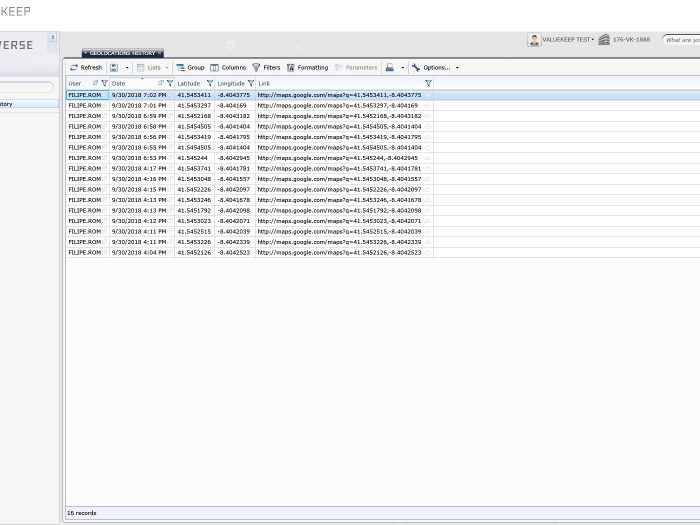 KEEP
ERSE
VALUEKEEP TEST
176-VK-1888
What are yo
GEOLOCATIONS HISTORY
Refresh Lists Group Columns Filters Formatting Parameters Options...
User Date Latitude Longitude Link
tory
FILIPE.ROM 9/30/2018 7:02 PM 41.5453411 -8.4043775 http://maps.google.com/maps?q=41.5453411,-8.4043775
FILIPE.ROM 9/30/2018 7:01 PM 41.5453297 -8.404169 http://maps.google.com/maps?q=41.5453297,-8.404169
FILIPE.ROM 9/30/2018 6:59 PM 41.5452168 -8.4043182 http://maps.google.com/maps?q=41.5452168,-8.4043182
FILIPE.ROM 9/30/2018 6:58 PM 41.5454505 -8.4041404 http://maps.google.com/maps?q=41.5454505,-8.4041404
FILIPE.ROM 9/30/2018 6:56 PM 41.5453419 -8.4041795 http://maps.google.com/maps?q=41.5453419,-8.4041795
FILIPE.ROM 9/30/2018 6:55 PM 41.5454505 -8.4041404 http://maps.google.com/maps?q=41.5454505,-8.4041404
FILIPE.ROM 9/30/2018 6:53 PM 41.545244 -8.4042945 http://maps.google.com/maps?q=41.545244,-8.4042945
FILIPE.ROM 9/30/2018 4:17 PM 41.5453741 -8.4041781 http://maps.google.com/maps?q=41.5453741,-8.4041781
FILIPE.ROM 9/30/2018 4:16 PM 41.5453048 -8.4041557 http://maps.google.com/maps?q=41.5453048,-8.4041557
FILIPE.ROM 9/30/2018 4:15 PM 41.5452226 -8.4042097 http://maps.google.com/maps?q=41.5452226,-8.4042097
FILIPE.ROM 9/30/2018 4:13 PM 41.5453246 -8.4041678 http://maps.google.com/maps?q=41.5453246,-8.4041678
FILIPE.ROM 9/30/2018 4:13 PM 41.5451792 -8.4042098 http://maps.google.com/maps?q=41.5451792,-8.4042098
FILIPE.ROM 9/30/2018 4:12 PM 41.5453023 -8.4042071 http://maps.google.com/maps?q=41.5453023,-8.4042071
FILIPE.ROM 9/30/2018 4:11 PM 41.5452515 -8.4042039 http://maps.google.com/maps?q=41.5452515,-8.4042039
FILIPE.ROM 9/30/2018 4:11 PM 41.5453226 -8.4042339 http://maps.google.com/maps?q=41.5453226,-8.4042339
FILIPE.ROM 9/30/2018 4:04 PM 41.5452126 -8.4042523 http://maps.google.com/maps?q=41.5452126,-8.4042523
16 records